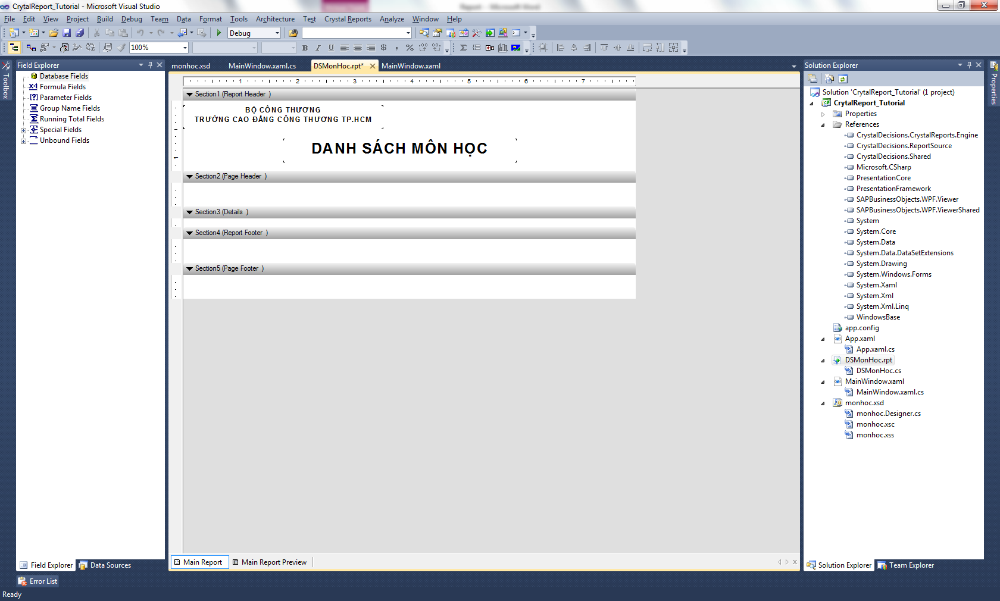 CrytalReport_Tutorial - Microsoft Visual Studio
File Edit View Project Build Debug Team Data Format Tools Architecture Test Crystal Reports Analyze Window Help
Debug
100%
B I U $ , %
Toolbox
Field Explorer
Database Fields
Formula Fields
Parameter Fields
Group Name Fields
Running Total Fields
Special Fields
Unbound Fields
Field Explorer Data Sources
monhoc.xsd MainWindow.xaml.cs DSMonHoc.rpt* MainWindow.xaml
1 2 3 4 5 6 7
Section1 (Report Header )
BỘ CÔNG THƯƠNG
TRƯỜNG CAO ĐẲNG CÔNG THƯƠNG TP.HCM
DANH SÁCH MÔN HỌC
1
Section2 (Page Header )
Section3 (Details )
Section4 (Report Footer )
Section5 (Page Footer )
Main Report Main Report Preview
Solution Explorer
Solution 'CrytalReport_Tutorial' (1 project)
CrytalReport_Tutorial
Properties
References
CrystalDecisions.CrystalReports.Engine
CrystalDecisions.ReportSource
CrystalDecisions.Shared
Microsoft.CSharp
PresentationCore
PresentationFramework
SAPBusinessObjects.WPF.Viewer
SAPBusinessObjects.WPF.ViewerShared
System
System.Core
System.Data
System.Data.DataSetExtensions
System.Drawing
System.Windows.Forms
System.Xaml
System.Xml
System.Xml.Linq
WindowsBase
app.config
App.xaml
App.xaml.cs
DSMonHoc.rpt
DSMonHoc.cs
MainWindow.xaml
MainWindow.xaml.cs
monhoc.xsd
monhoc.Designer.cs
monhoc.xsc
monhoc.xss
Solution Explorer Team Explorer
Properties
Error List
Ready